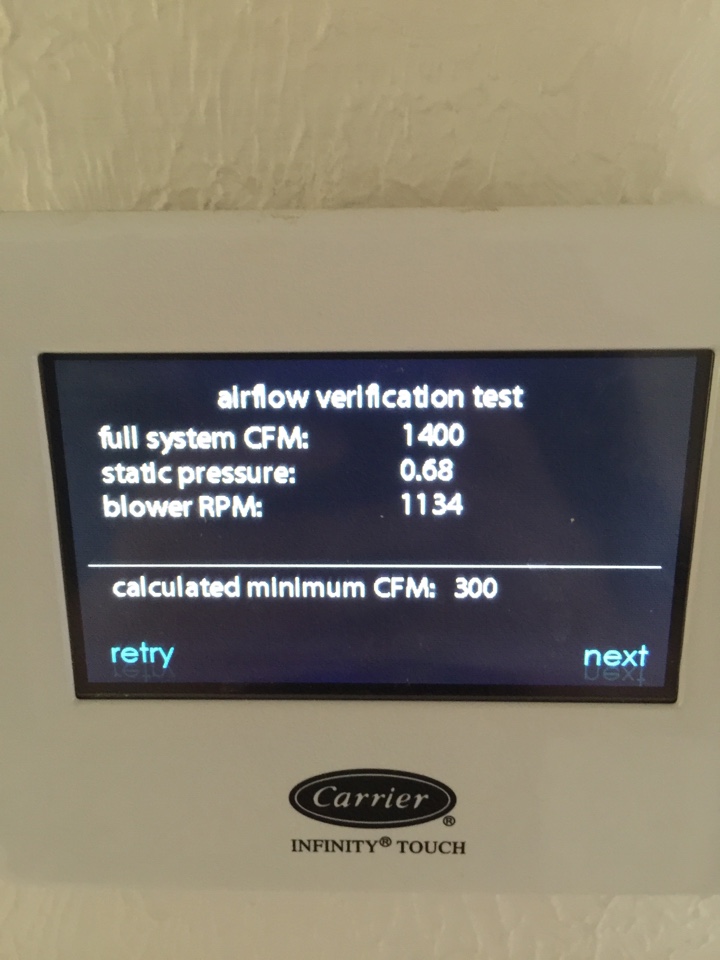 airflow verification test
full system CFM: 1400
static pressure: 0.68
blower RPM: 1134
calculated minimum CFM: 300
retry next
Carrier®
INFINITY® TOUCH